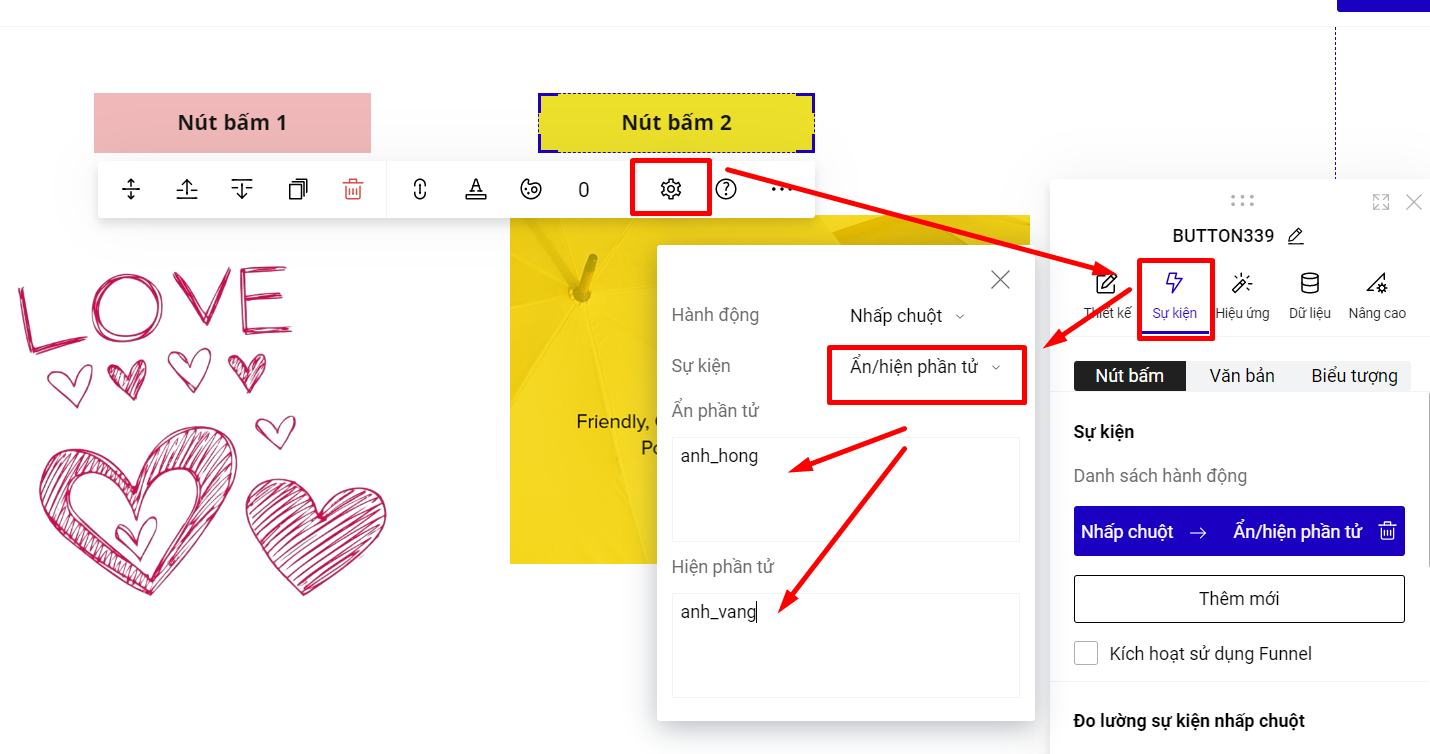 Nút bấm 1
Nút bấm 2
0
?
BUTTON339
Thiết kế
Sự kiện
Hiệu ứng
Dữ liệu
Nâng cao
LOVE
Friendly,
Hành động
Nhấp chuột
Sự kiện
Ẩn/hiện phần tử
Ẩn phần tử
anh_hong
Hiện phần tử
anh_vang
Nút bấm
Văn bản
Biểu tượng
Sự kiện
Danh sách hành động
Nhấp chuột → Ẩn/hiện phần tử
Thêm mới
Kích hoạt sử dụng Funnel
Đo lường sự kiện nhấp chuột